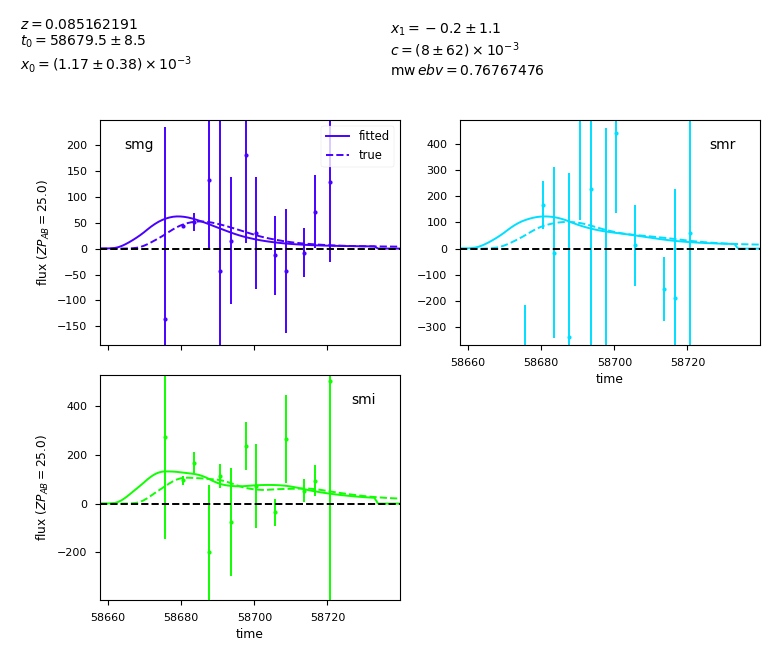 z = 0.085162191
t₀ = 58679.5 ± 8.5
x₀ = (1.17 ± 0.38) × 10⁻³
x₁ = −0.2 ± 1.1
c = (8 ± 62) × 10⁻³
mw ebv = 0.76767476
smg
fitted
true
200
150
100
50
0
−50
−100
−150
flux (ZP_AB = 25.0)
smr
400
300
200
100
0
−100
−200
−300
58660 58680 58700 58720
time
smi
400
200
0
−200
flux (ZP_AB = 25.0)
58660 58680 58700 58720
time